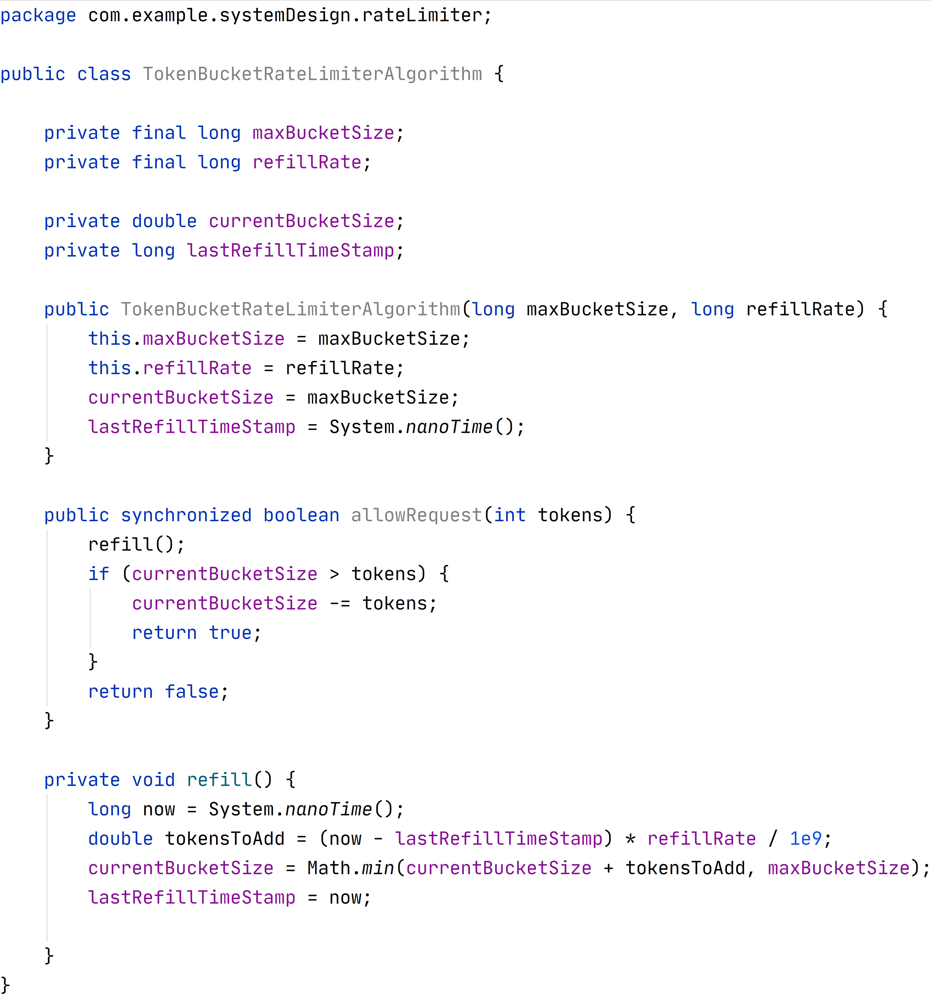 package com.example.systemDesign.rateLimiter;
public class TokenBucketRateLimiterAlgorithm {
    private final long maxBucketSize;
    private final long refillRate;
    private double currentBucketSize;
    private long lastRefillTimeStamp;
    public TokenBucketRateLimiterAlgorithm(long maxBucketSize, long refillRate) {
        this.maxBucketSize = maxBucketSize;
        this.refillRate = refillRate;
        currentBucketSize = maxBucketSize;
        lastRefillTimeStamp = System.nanoTime();
    }
    public synchronized boolean allowRequest(int tokens) {
        refill();
        if (currentBucketSize > tokens) {
            currentBucketSize -= tokens;
            return true;
        }
        return false;
    }
    private void refill() {
        long now = System.nanoTime();
        double tokensToAdd = (now - lastRefillTimeStamp) * refillRate / 1e9;
        currentBucketSize = Math.min(currentBucketSize + tokensToAdd, maxBucketSize);
        lastRefillTimeStamp = now;
    }
}